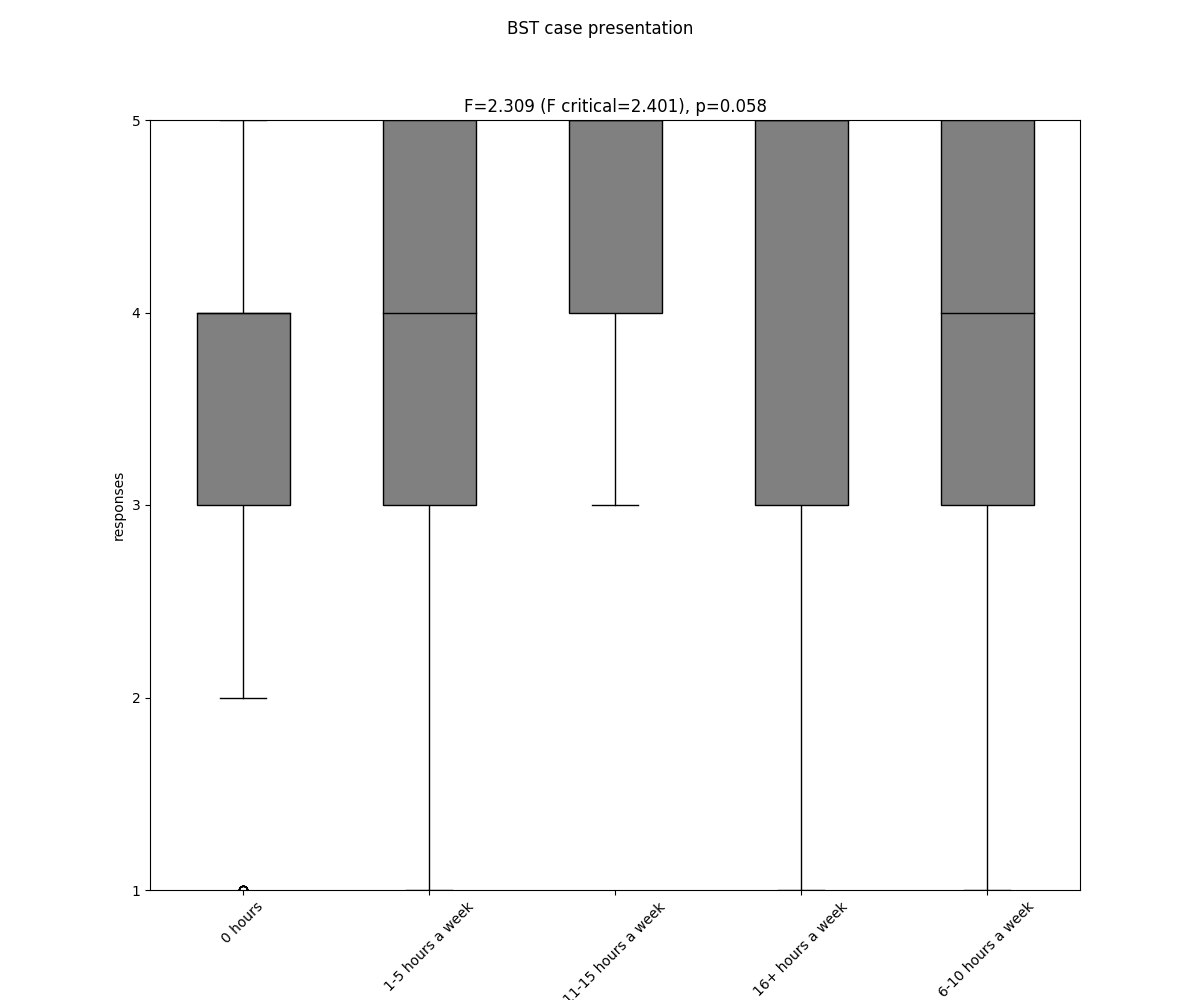 BST case presentation
F=2.309 (F critical=2.401), p=0.058
5
4
3
2
1
responses
0 hours
1-5 hours a week
11-15 hours a week
16+ hours a week
6-10 hours a week